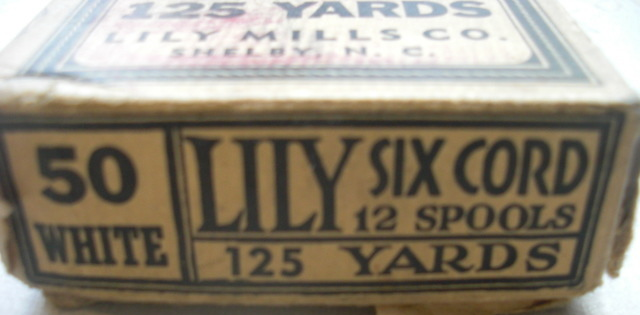 125 YARDS
LILY MILLS CO.
SHELBY, N. C.
50
WHITE
LILY SIX CORD
12 SPOOLS
125 YARDS